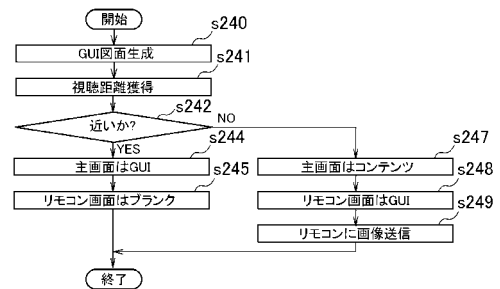 開始
s240
GUI図面生成
s241
視聴距離獲得
s242
近いか?
NO
YES
s244
主画面はGUI
s245
リモコン画面はブランク
s247
主画面はコンテンツ
s248
リモコン画面はGUI
s249
リモコンに画像送信
終了